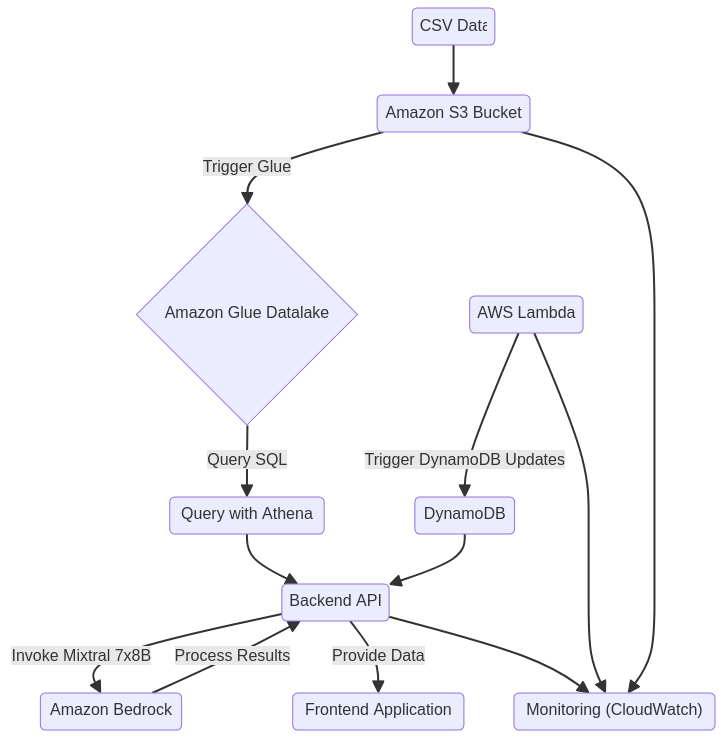 CSV Data
Amazon S3 Bucket
Trigger Glue
Amazon Glue Datalake
AWS Lambda
Query SQL
Trigger DynamoDB Updates
Query with Athena
DynamoDB
Backend API
Invoke Mixtral 7x8B
Process Results
Provide Data
Amazon Bedrock
Frontend Application
Monitoring (CloudWatch)